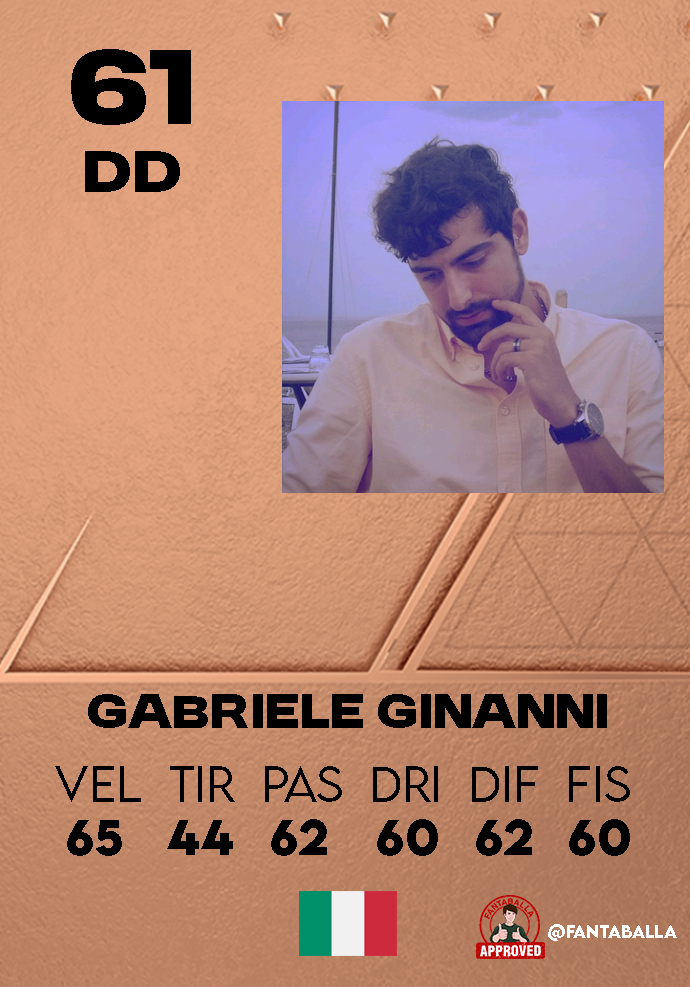 61
DD
GABRIELE GINANNI
VEL TIR PAS DRI DIF FIS
65 44 62 60 62 60
FANTABALLA
APPROVED
@FANTABALLA